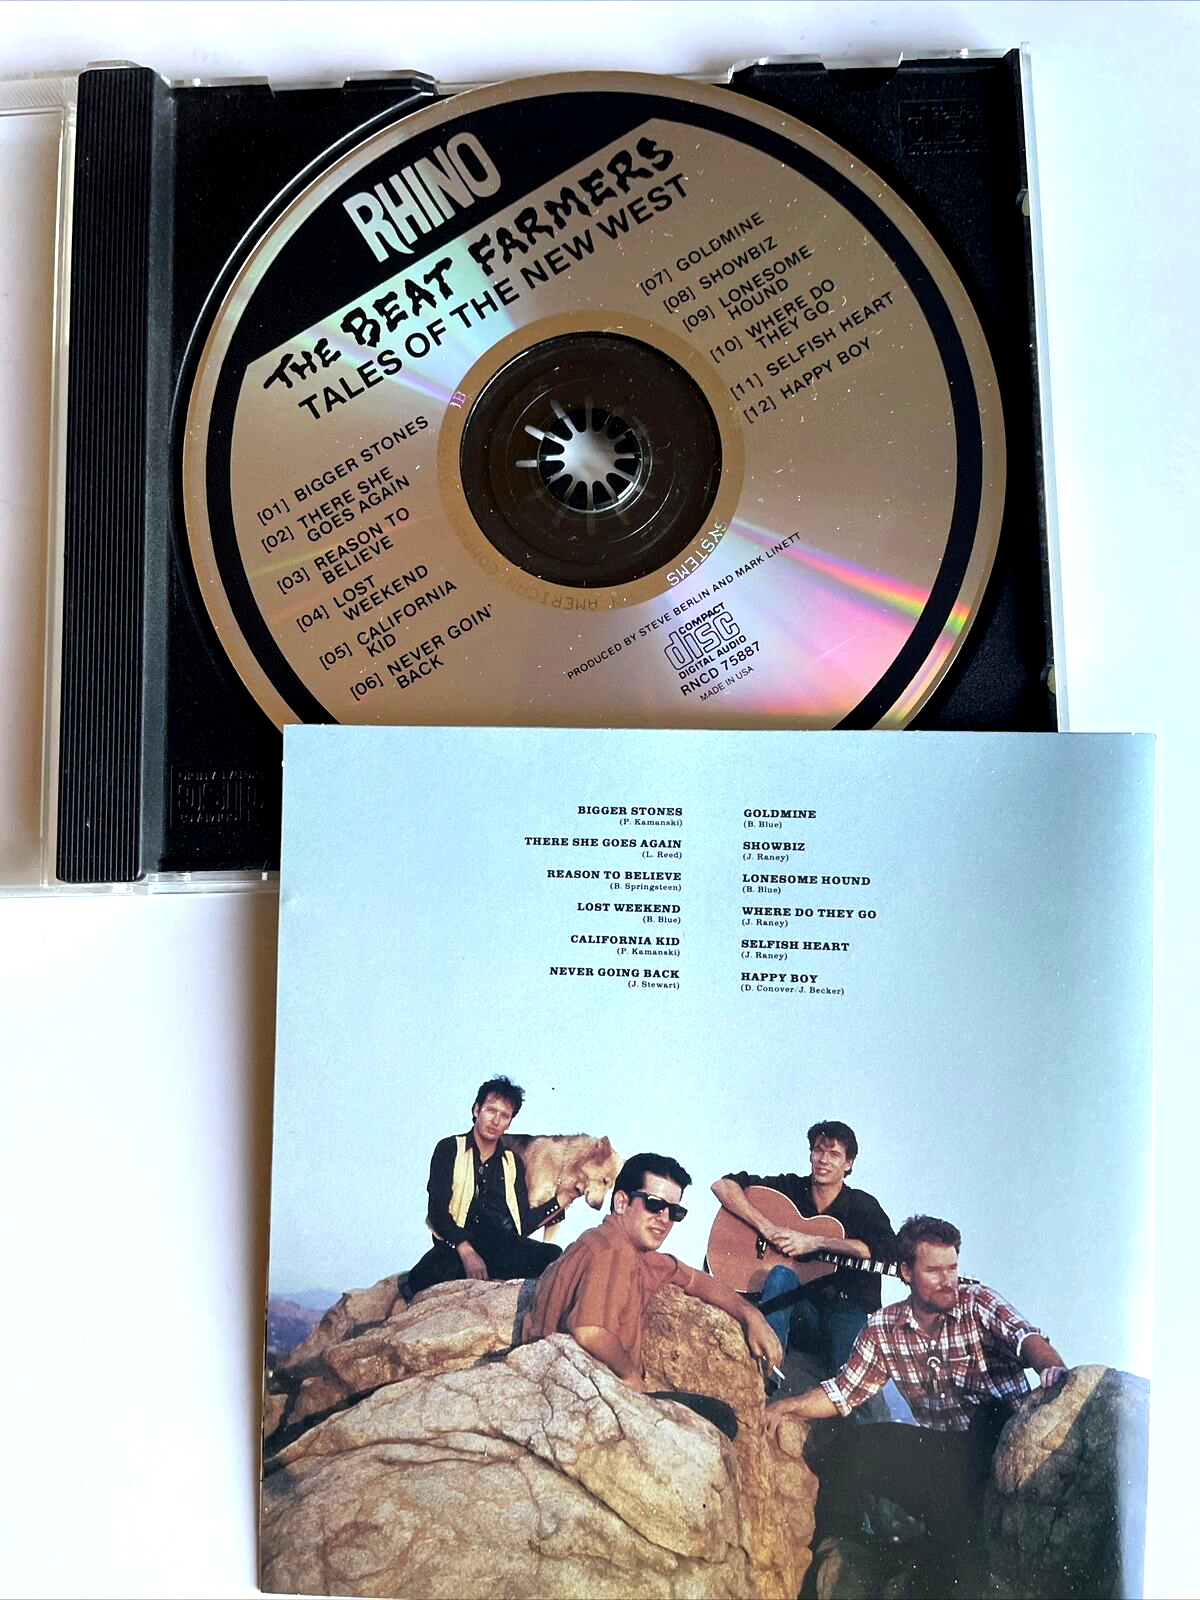 RHINO
THE BEAT FARMERS
TALES OF THE NEW WEST
[01] BIGGER STONES
[02] THERE SHE
GOES AGAIN
[03] REASON TO
BELIEVE
[04] LOST
WEEKEND
[05] CALIFORNIA
KID
[06] NEVER GOIN'
BACK
[07] GOLDMINE
[08] SHOWBIZ
[09] LONESOME
HOUND
[10] WHERE DO
THEY GO
[11] SELFISH HEART
[12] HAPPY BOY
SYSTEMS
AMERICAN COMPANY
PRODUCED BY STEVE BERLIN AND MARK LINETT
COMPACT
disc
DIGITAL AUDIO
RNCD 75887
MADE IN USA
BIGGER STONES
(P. Kamanski)
THERE SHE GOES AGAIN
(L. Reed)
REASON TO BELIEVE
(B. Springsteen)
LOST WEEKEND
(B. Blue)
CALIFORNIA KID
(P. Kamanski)
NEVER GOING BACK
(J. Stewart)
GOLDMINE
(B. Blue)
SHOWBIZ
(J. Raney)
LONESOME HOUND
(B. Blue)
WHERE DO THEY GO
(J. Raney)
SELFISH HEART
(J. Raney)
HAPPY BOY
(D. Conover/J. Becker)